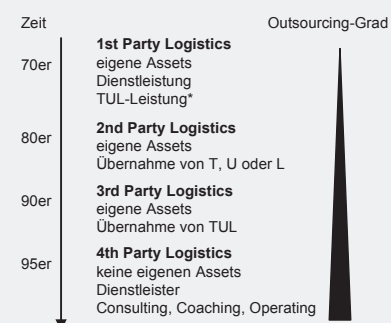 Zeit
Outsourcing-Grad
1st Party Logistics
70er
eigene Assets
Dienstleistung
TUL-Leistung*
2nd Party Logistics
80er
eigene Assets
Übernahme von T, U oder L
3rd Party Logistics
90er
eigene Assets
Übernahme von TUL
4th Party Logistics
95er
keine eigenen Assets
Dienstleister
Consulting, Coaching, Operating